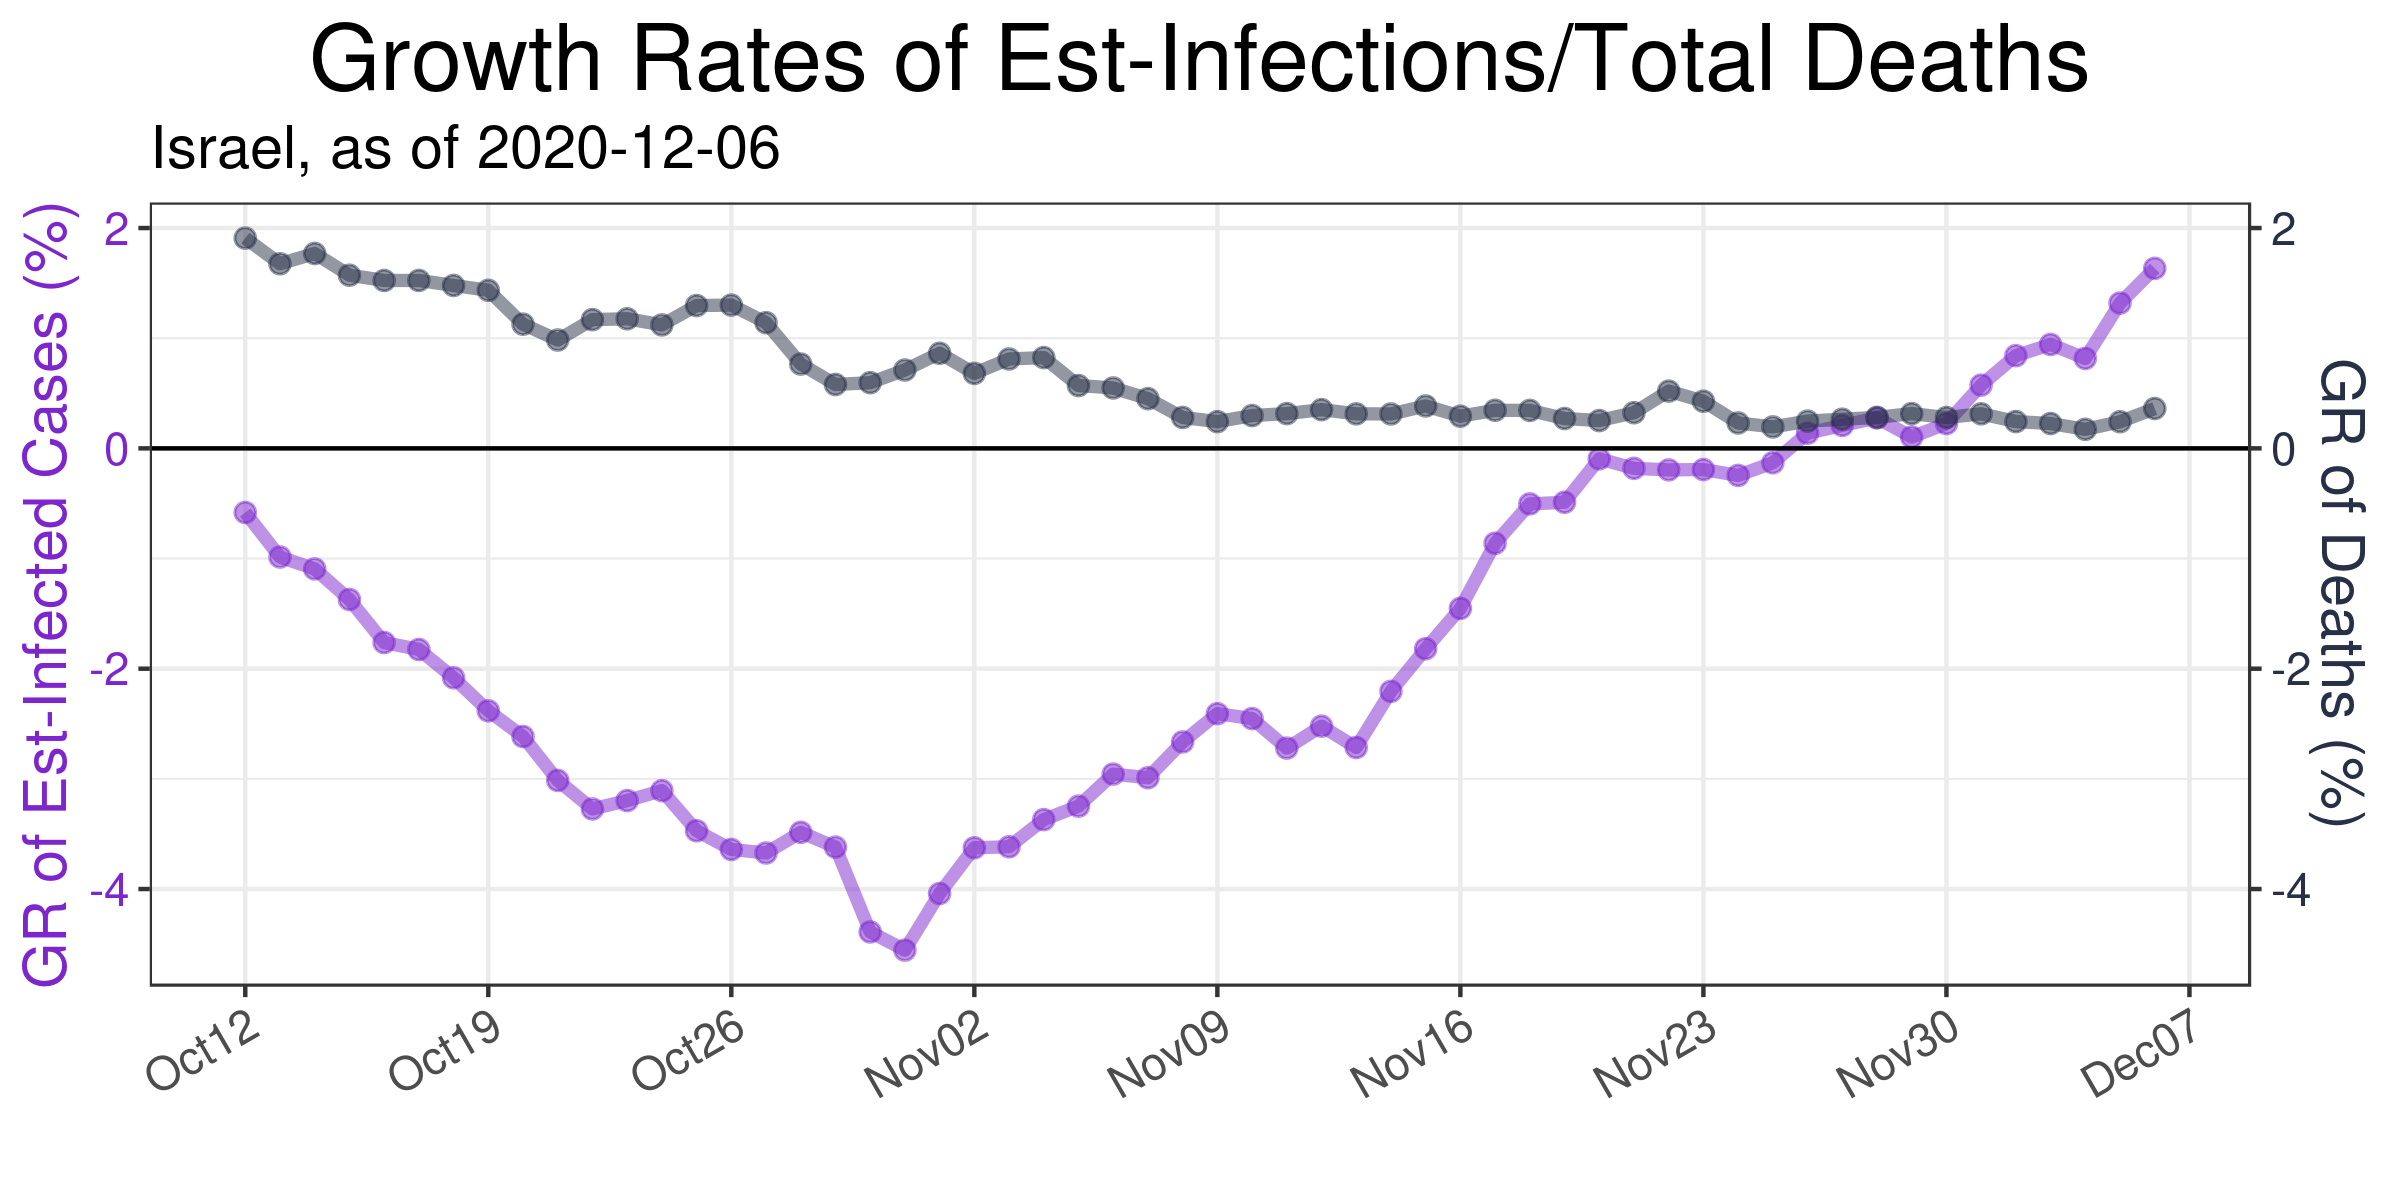 Growth Rates of Est-Infections/Total Deaths
Israel, as of 2020-12-06
GR of Est-Infected Cases (%)
2
0
-2
-4
2
0
-2
-4
GR of Deaths (%)
Oct12
Oct19
Oct26
Nov02
Nov09
Nov16
Nov23
Nov30
Dec07